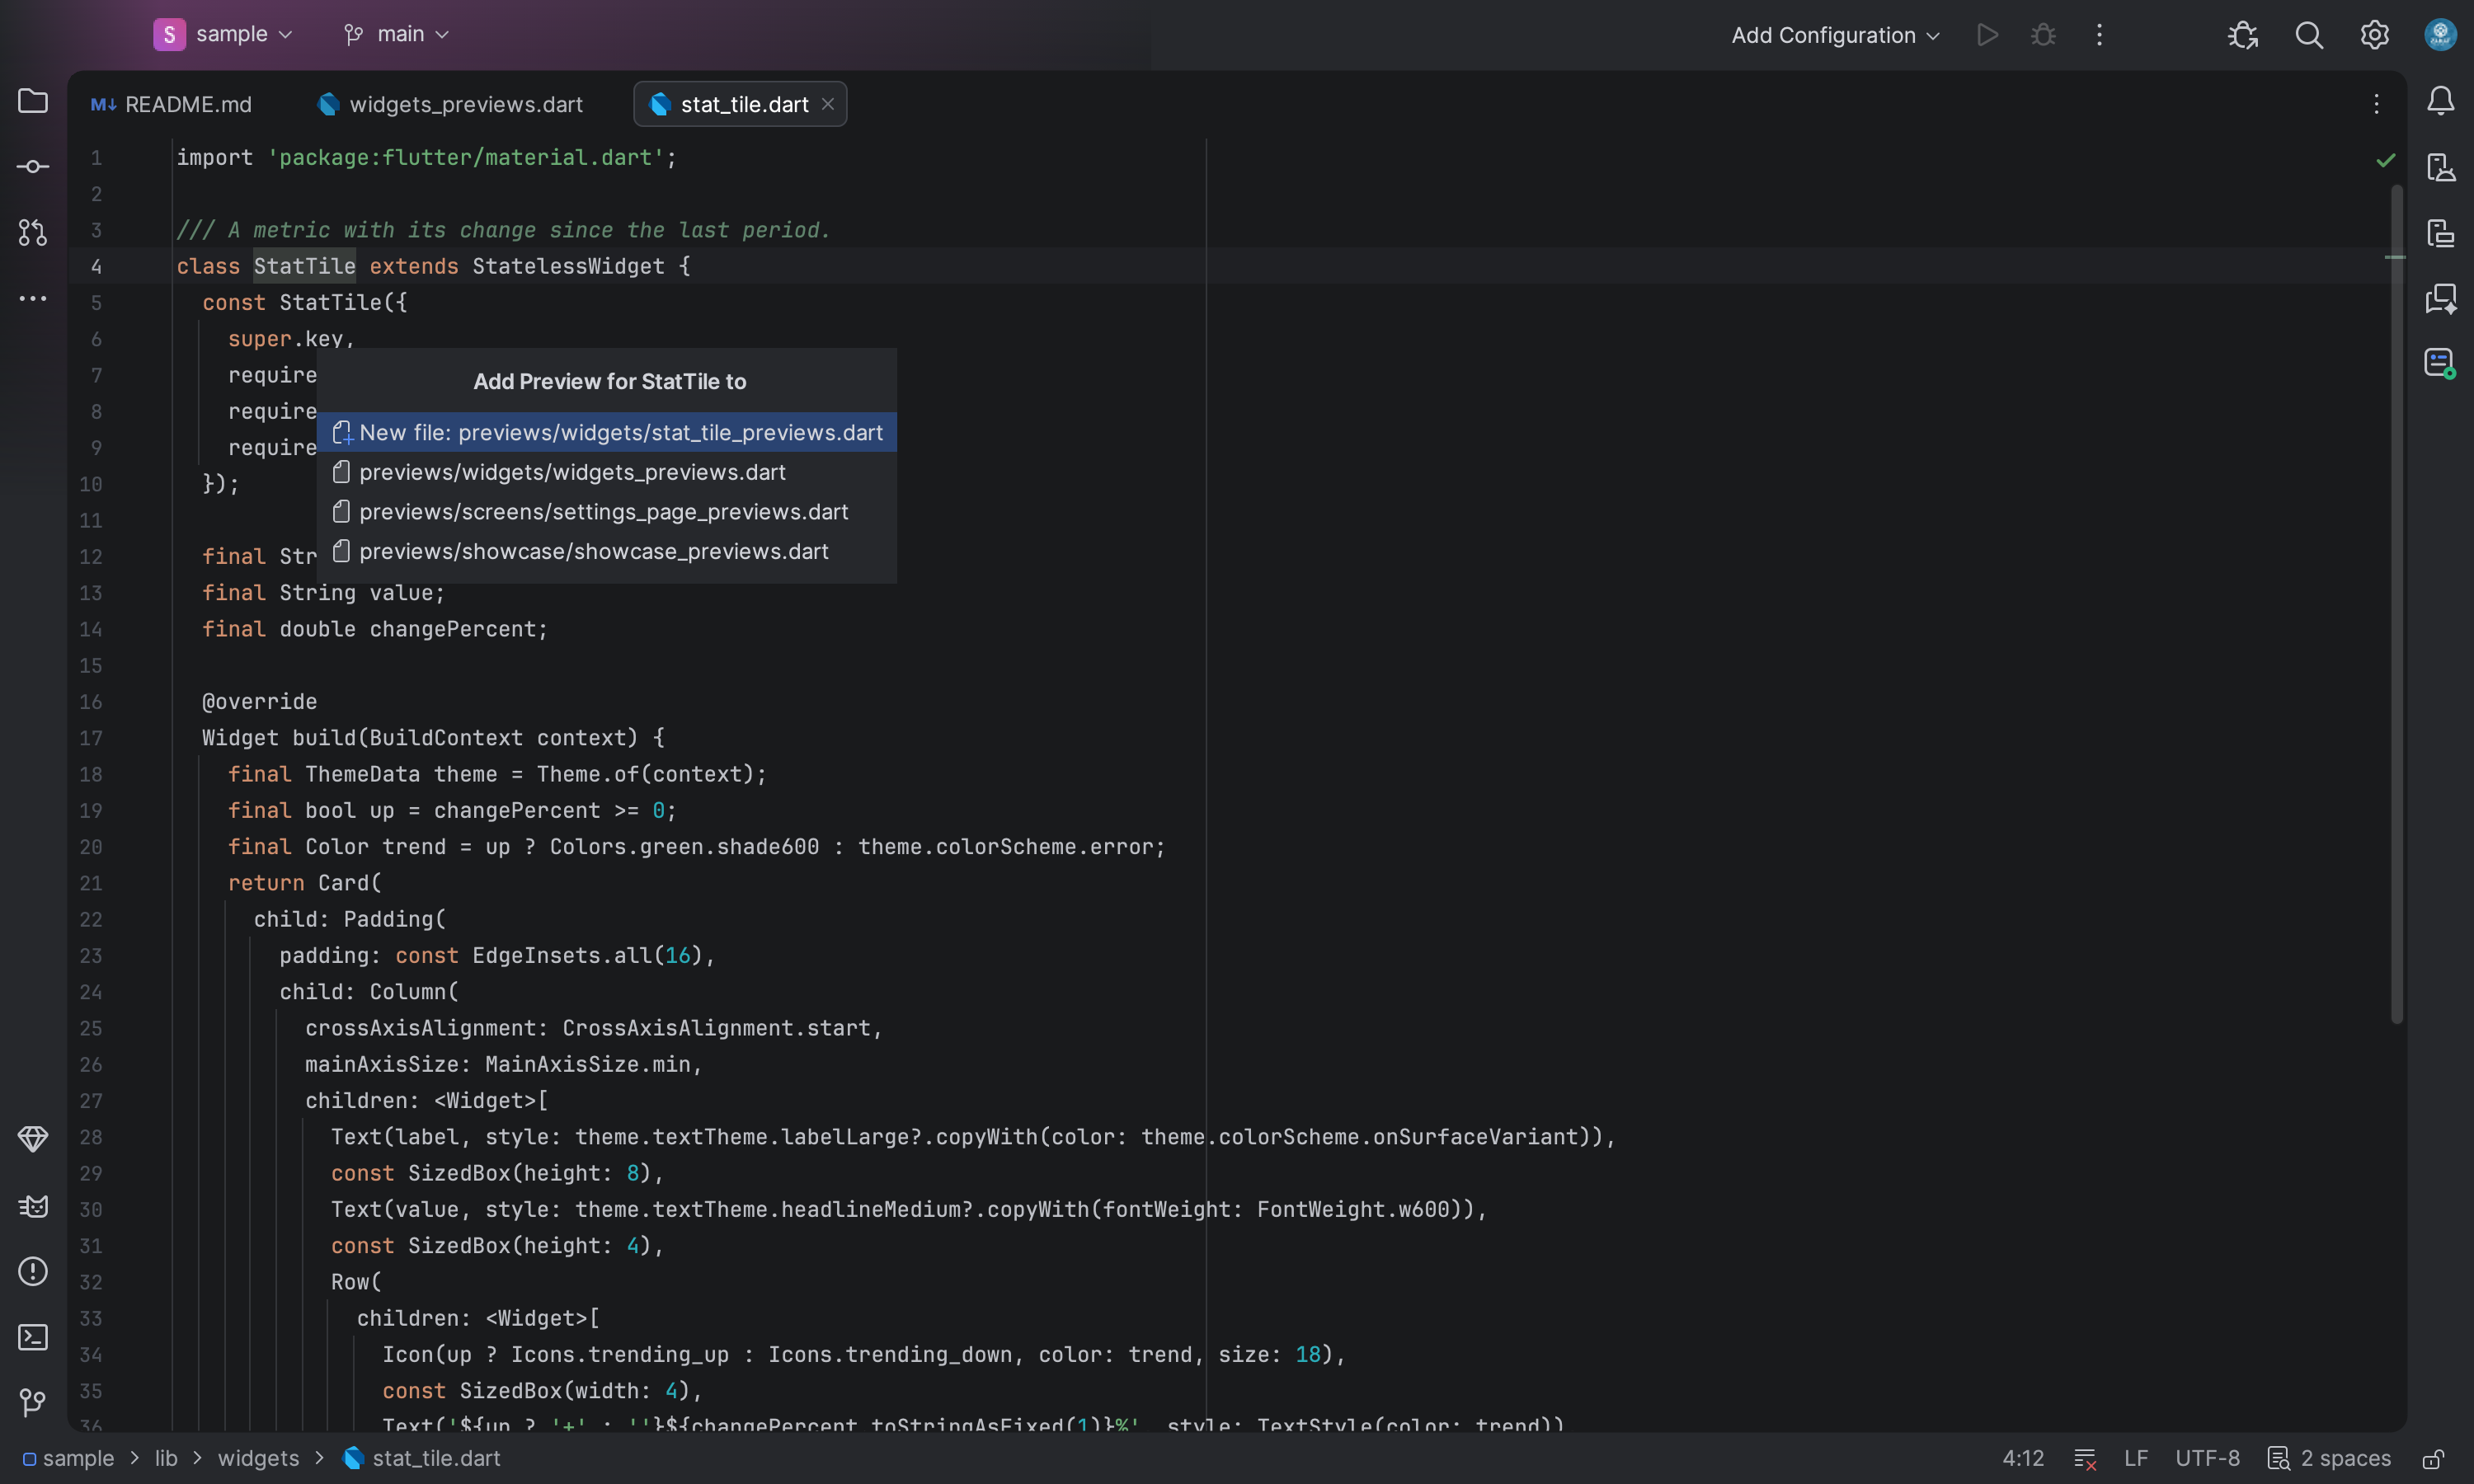 S sample main Add Configuration
README.md widgets_previews.dart stat_tile.dart
1 import 'package:flutter/material.dart';
2
3 /// A metric with its change since the last period.
4 class StatTile extends StatelessWidget {
5 const StatTile({
6 super.key,
7 require
8 require
9 require
10 });
11
12 final Str
13 final String value;
14 final double changePercent;
15
16 @override
17 Widget build(BuildContext context) {
18 final ThemeData theme = Theme.of(context);
19 final bool up = changePercent >= 0;
20 final Color trend = up ? Colors.green.shade600 : theme.colorScheme.error;
21 return Card(
22 child: Padding(
23 padding: const EdgeInsets.all(16),
24 child: Column(
25 crossAxisAlignment: CrossAxisAlignment.start,
26 mainAxisSize: MainAxisSize.min,
27 children: <Widget>[
28 Text(label, style: theme.textTheme.labelLarge?.copyWith(color: theme.colorScheme.onSurfaceVariant)),
29 const SizedBox(height: 8),
30 Text(value, style: theme.textTheme.headlineMedium?.copyWith(fontWeight: FontWeight.w600)),
31 const SizedBox(height: 4),
32 Row(
33 children: <Widget>[
34 Icon(up ? Icons.trending_up : Icons.trending_down, color: trend, size: 18),
35 const SizedBox(width: 4),
36 Text('${up ? '+' : ''}${changePercent.toStringAsFixed(1)}%', style: TextStyle(color: trend))
Add Preview for StatTile to
New file: previews/widgets/stat_tile_previews.dart
previews/widgets/widgets_previews.dart
previews/screens/settings_page_previews.dart
previews/showcase/showcase_previews.dart
sample > lib > widgets > stat_tile.dart 4:12 LF UTF-8 2 spaces